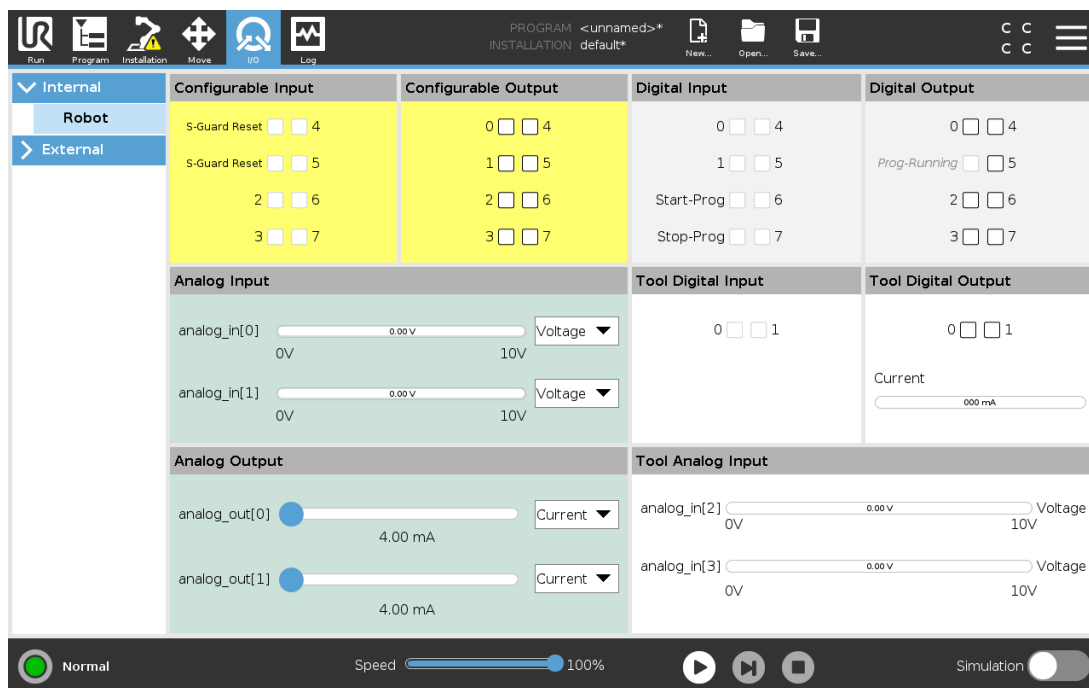 PROGRAM <unnamed>*
INSTALLATION default*
UR
Run Program Installation Move I/O Log New... Open... Save... C C C C
Internal
Robot
External
Configurable Input
S-Guard Reset 4
S-Guard Reset 5
2 6
3 7
Configurable Output
0 4
1 5
2 6
3 7
Digital Input
0 4
1 5
Start-Prog 6
Stop-Prog 7
Digital Output
0 4
Prog-Running 5
2 6
3 7
Analog Input
analog_in[0] 0.00 V Voltage
0V 10V
analog_in[1] 0.00 V Voltage
0V 10V
Tool Digital Input
0 1
Tool Digital Output
0 1
Current
000 mA
Analog Output
analog_out[0] Current
4.00 mA
analog_out[1] Current
4.00 mA
Tool Analog Input
analog_in[2] 0.00 V Voltage
0V 10V
analog_in[3] 0.00 V Voltage
0V 10V
Normal Speed 100% Simulation